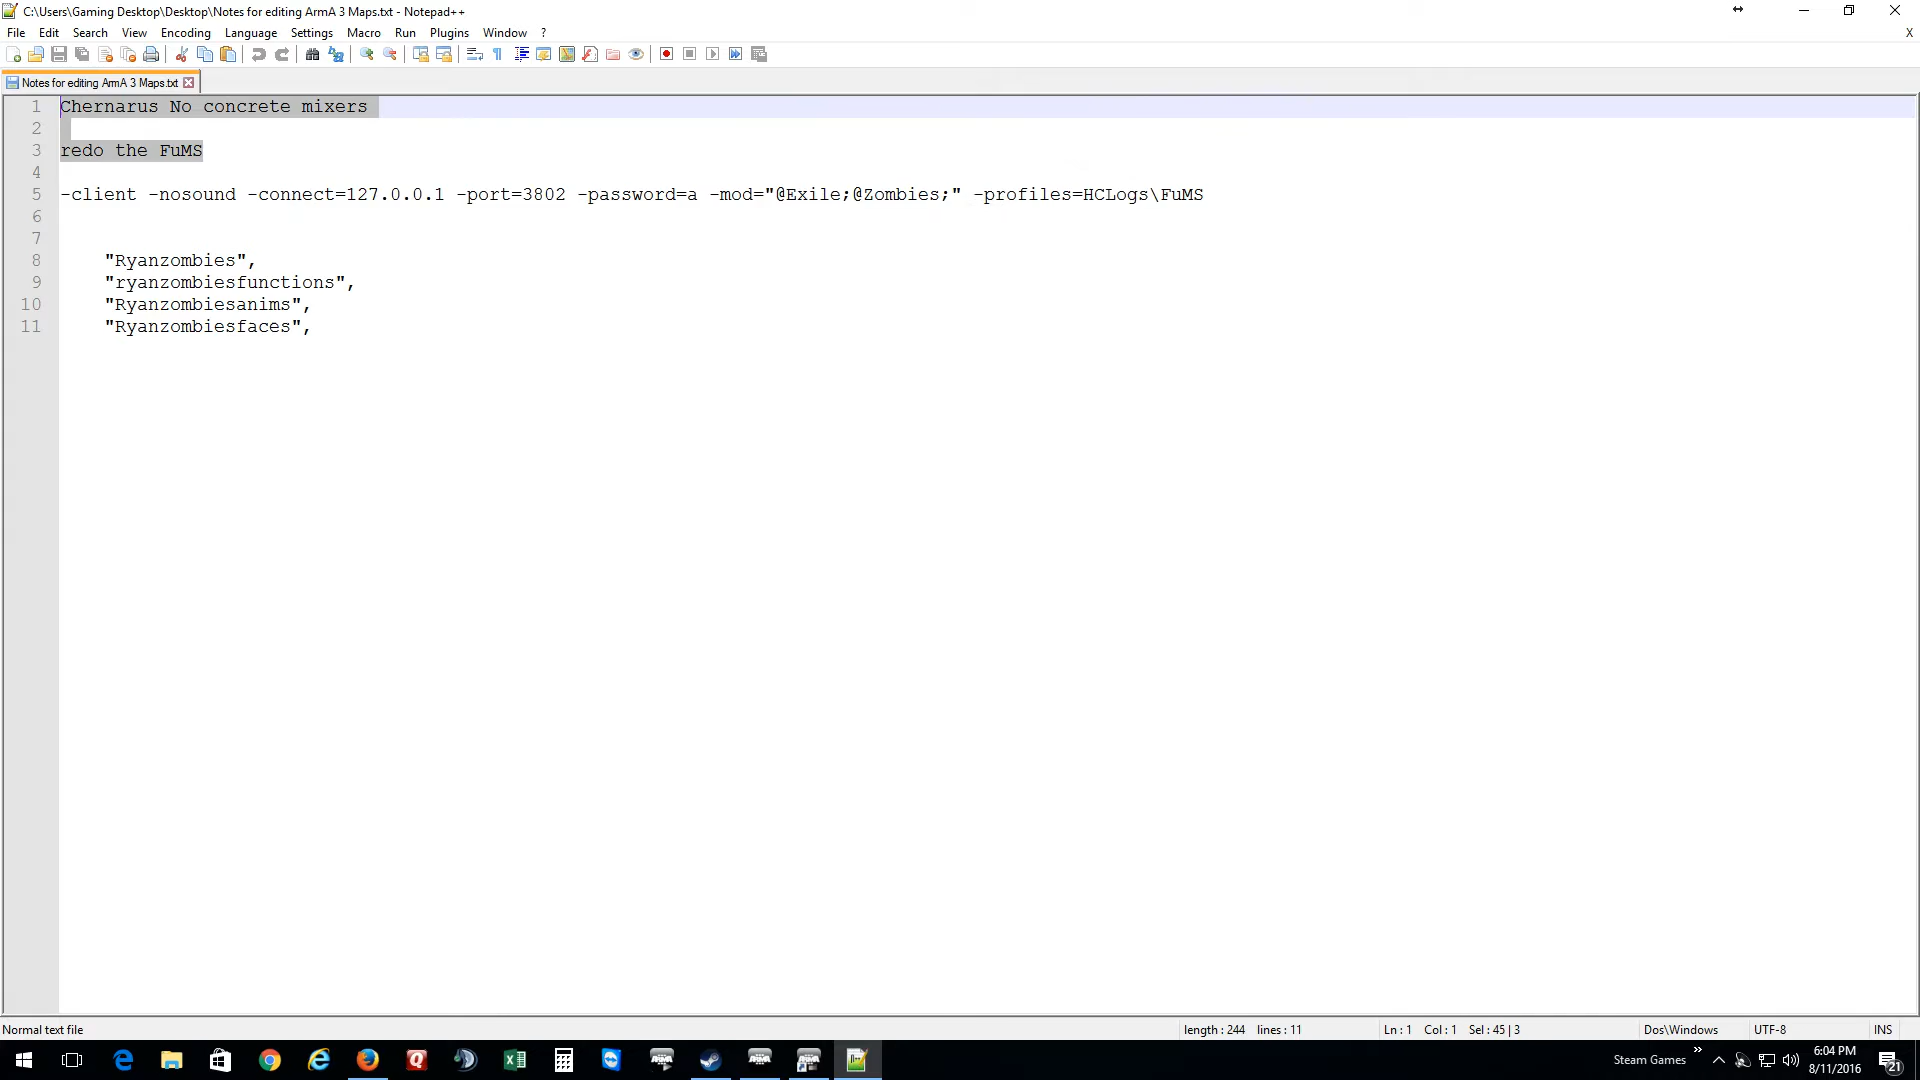 C:\Users\Gaming Desktop\Desktop\Notes for editing ArmA 3 Maps.txt - Notepad++
File Edit Search View Encoding Language Settings Macro Run Plugins Window ? X
Notes for editing ArmA 3 Maps.txt
1 Chernarus No concrete mixers
2
3 redo the FuMS
4
5 -client -nosound -connect=127.0.0.1 -port=3802 -password=a -mod="@Exile;@Zombies;" -profiles=HCLogs\FuMS
6
7
8 "Ryanzombies",
9 "ryanzombiesfunctions",
10 "Ryanzombiesanims",
11 "Ryanzombiesfaces",
Normal text file length : 244 lines : 11 Ln : 1 Col : 1 Sel : 45 | 3 Dos\Windows UTF-8 INS
Steam Games 6:04 PM
8/11/2016 21